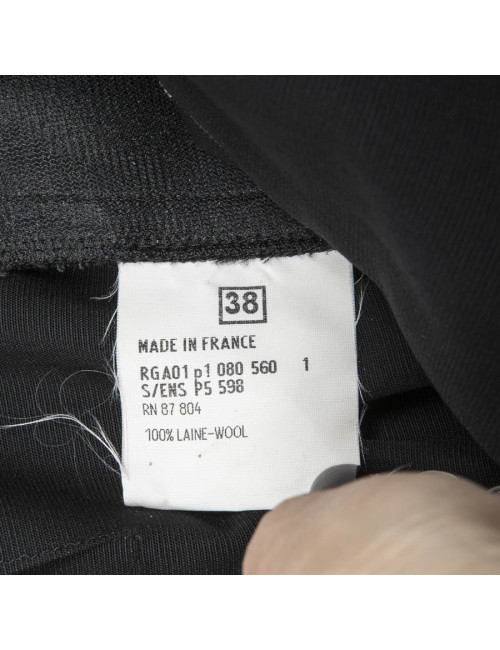 38
MADE IN FRANCE
RGA01 p1 080 560 1
S/ENS P5 598
RN 87 804
100% LAINE-WOOL